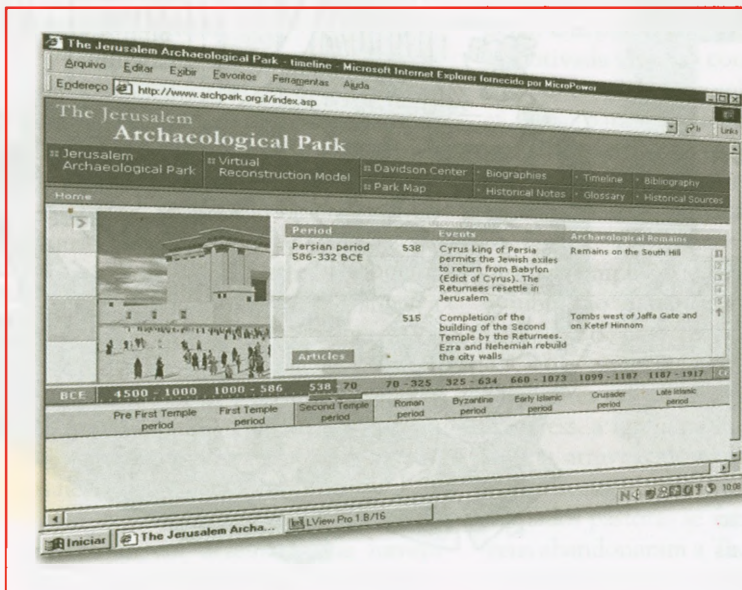 The Jerusalem Archaeological Park - timeline - Microsoft Internet Explorer fornecido por MicroPower
Arquivo Editar Exibir Favoritos Ferramentas Ajuda
Endereço http://www.archpark.org.il/index.asp
Ir Links
The Jerusalem
Archaeological Park
Jerusalem Archaeological Park
Virtual Reconstruction Model
Davidson Center
Biographies
Timeline
Bibliography
Park Map
Historical Notes
Glossary
Historical Sources
Home
Period Events Archaeological Remains
Persian period 538 Cyrus king of Persia Remains on the South Hill
586-332 BCE permits the Jewish exiles
to return from Babylon
(Edict of Cyrus). The
Returnees resettle in
Jerusalem
515 Completion of the Tombs west of Jaffa Gate and
building of the Second on Ketef Hinnom
Temple by the Returnees.
Ezra and Nehemiah rebuild
the city walls
Articles
BCE 4500 - 1000 1000 - 586 538 70 70 - 325 325 - 634 660 - 1073 1099 - 1187 1187 - 1917
Pre First Temple period
First Temple period
Second Temple period
Roman period
Byzantine period
Early Islamic period
Crusader period
Late Islamic period
Iniciar The Jerusalem Archa... LView Pro 1.B/16 10:08